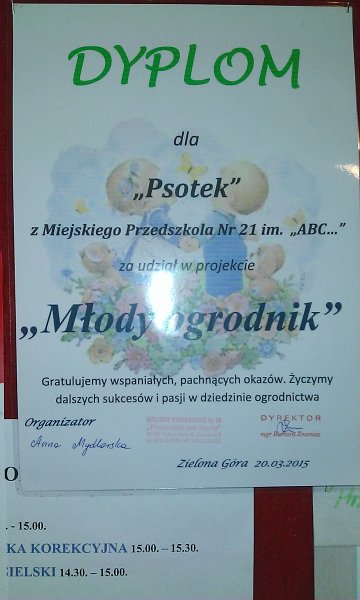 DYPLOM
dla
„Psotek”
z Miejskiego Przedszkola Nr 21 im. „ABC...”
za udział w projekcie
„Młody ogrodnik”
Gratulujemy wspaniałych, pachnących okazów. Życzymy
dalszych sukcesów i pasji w dziedzinie ogrodnictwa
Organizator
DYREKTOR
Anna
mgr Barbara
Zielona Góra 20.03.2015
. - 15.00.
KA KOREKCYJNA 15.00. – 15.30.
IELSKI 14.30. – 15.00.